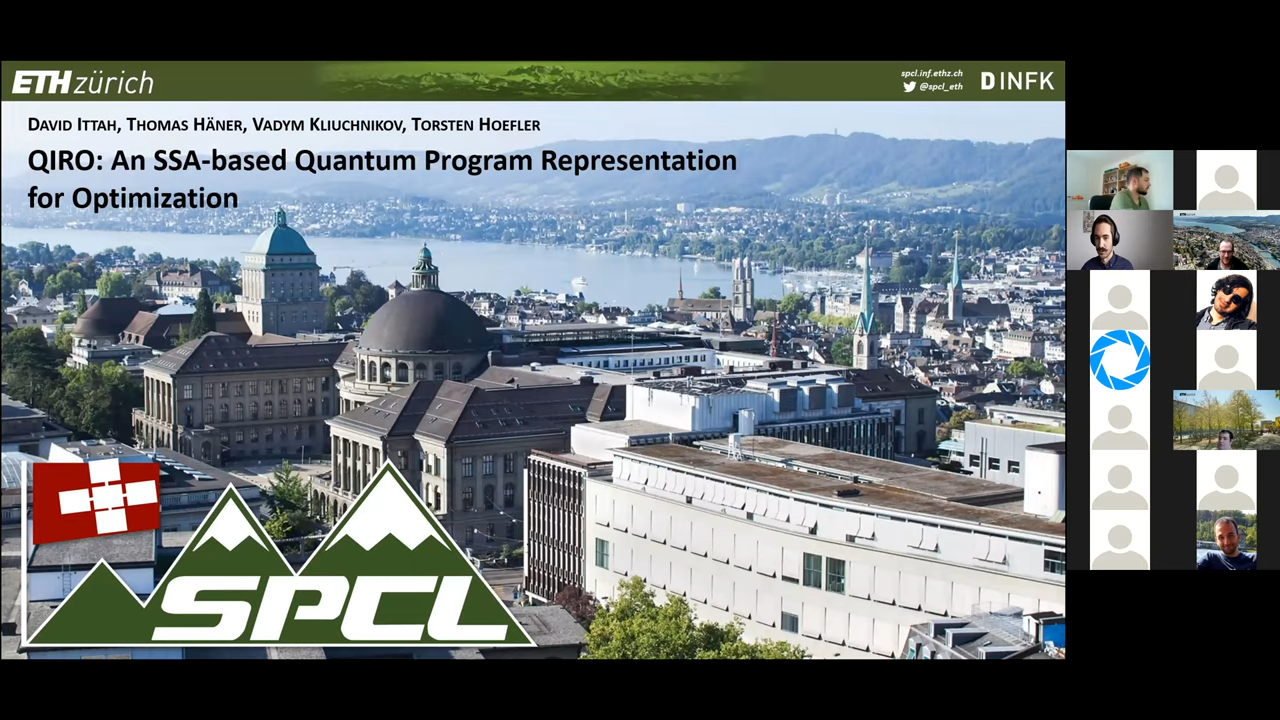 ETH zürich
spcl.inf.ethz.ch
@spcl_eth
D INFK
DAVID ITTAH, THOMAS HÄNER, VADYM KLIUCHNIKOV, TORSTEN HOEFLER
QIRO: An SSA-based Quantum Program Representation
for Optimization
SPCL